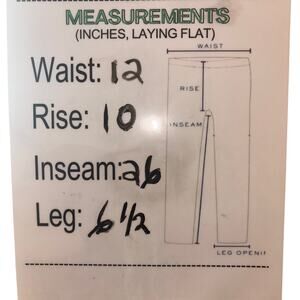 MEASUREMENTS
(INCHES, LAYING FLAT)
WAIST
Waist: 12
RISE
Rise: 10
INSEAM
Inseam: 26
Leg: 6 1/2
LEG OPENI